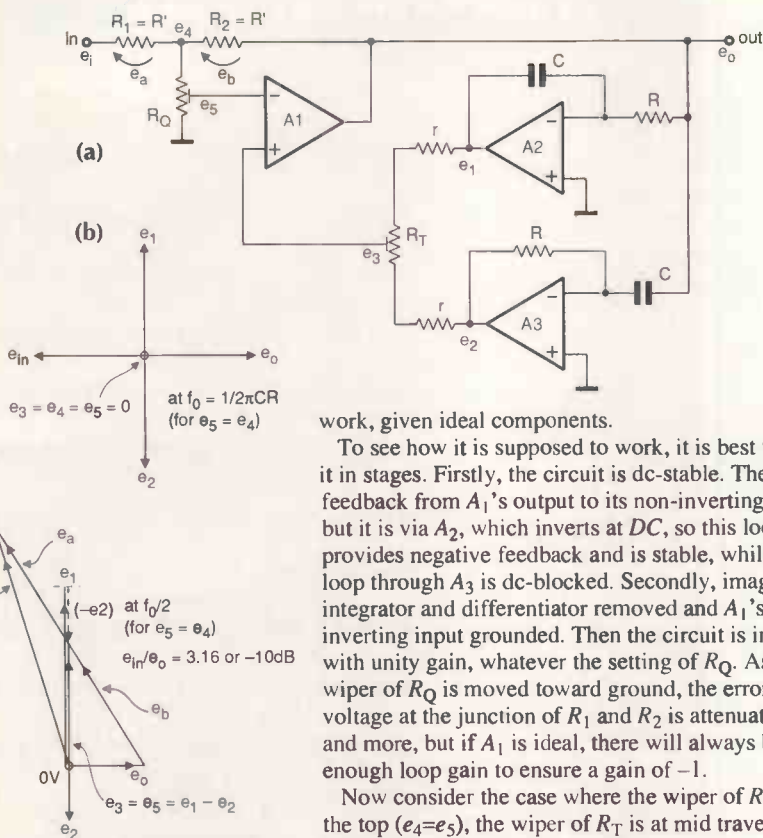 In
e_i
R_1 = R'
e_4
R_2 = R'
e_a
e_b
R_Q
e_5
−
+
A1
(a)
out
e_o
C
−
+
A2
R
r
e_1
R_T
e_3
R
C
−
+
A3
r
e_2
(b)
e_1
e_in
e_o
e_3 = e_4 = e_5 = 0
at f_0 = 1/2πCR
(for e_5 = e_4)
e_2
e_a
e_1
(-e2)
at f_0/2
(for e_5 = e_4)
e_in/e_o = 3.16 or -10dB
e_b
0V
e_o
e_3 = e_5 = e_1 − e_2
e_2
work, given ideal components.
To see how it is supposed to work, it is best
it in stages. Firstly, the circuit is dc-stable. The
feedback from A_1's output to its non-inverting
but it is via A_2, which inverts at DC, so this loo
provides negative feedback and is stable, whil
loop through A_3 is dc-blocked. Secondly, imag
integrator and differentiator removed and A_1's
inverting input grounded. Then the circuit is in
with unity gain, whatever the setting of R_Q. As
wiper of R_Q is moved toward ground, the error
voltage at the junction of R_1 and R_2 is attenuat
and more, but if A_1 is ideal, there will always b
enough loop gain to ensure a gain of −1.
Now consider the case where the wiper of R
the top (e_4=e_5), the wiper of R_T is at mid trave